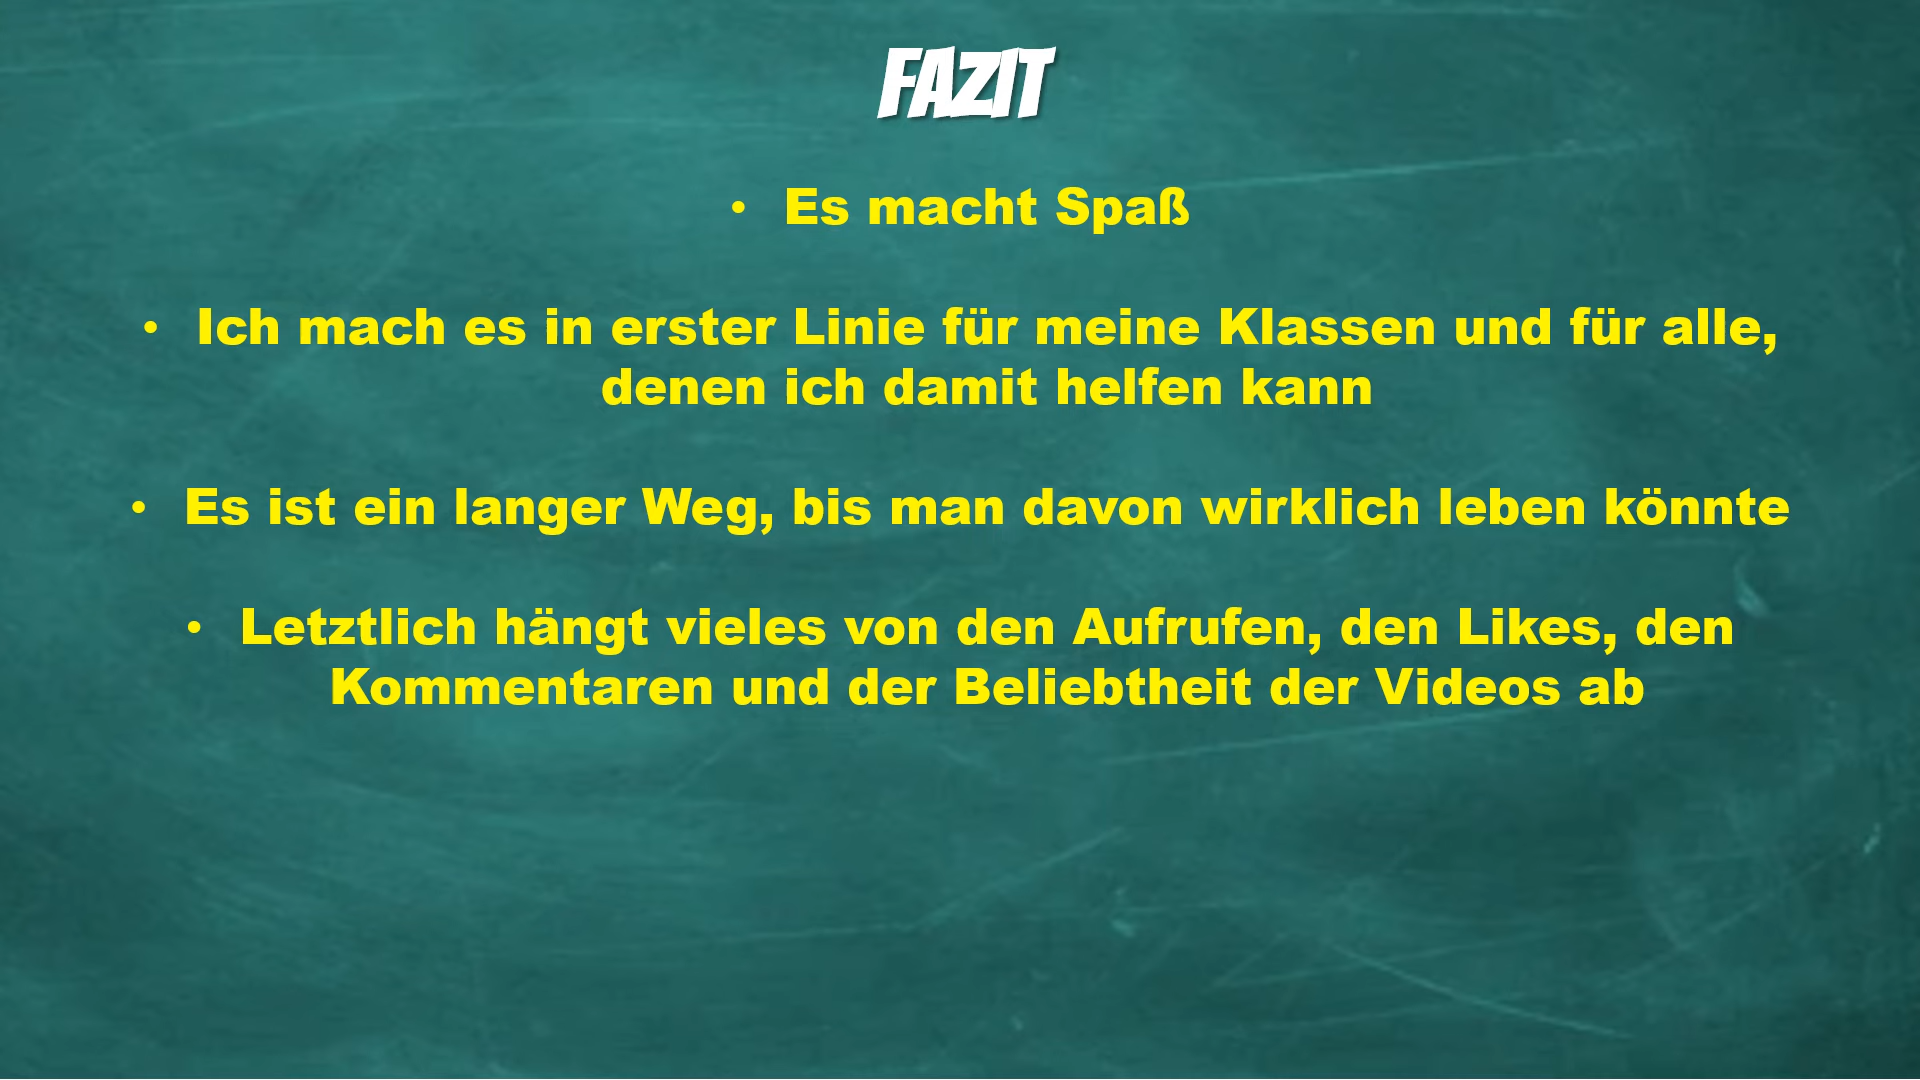 FAZIT
• Es macht Spaß
• Ich mach es in erster Linie für meine Klassen und für alle,
denen ich damit helfen kann
• Es ist ein langer Weg, bis man davon wirklich leben könnte
• Letztlich hängt vieles von den Aufrufen, den Likes, den
Kommentaren und der Beliebtheit der Videos ab